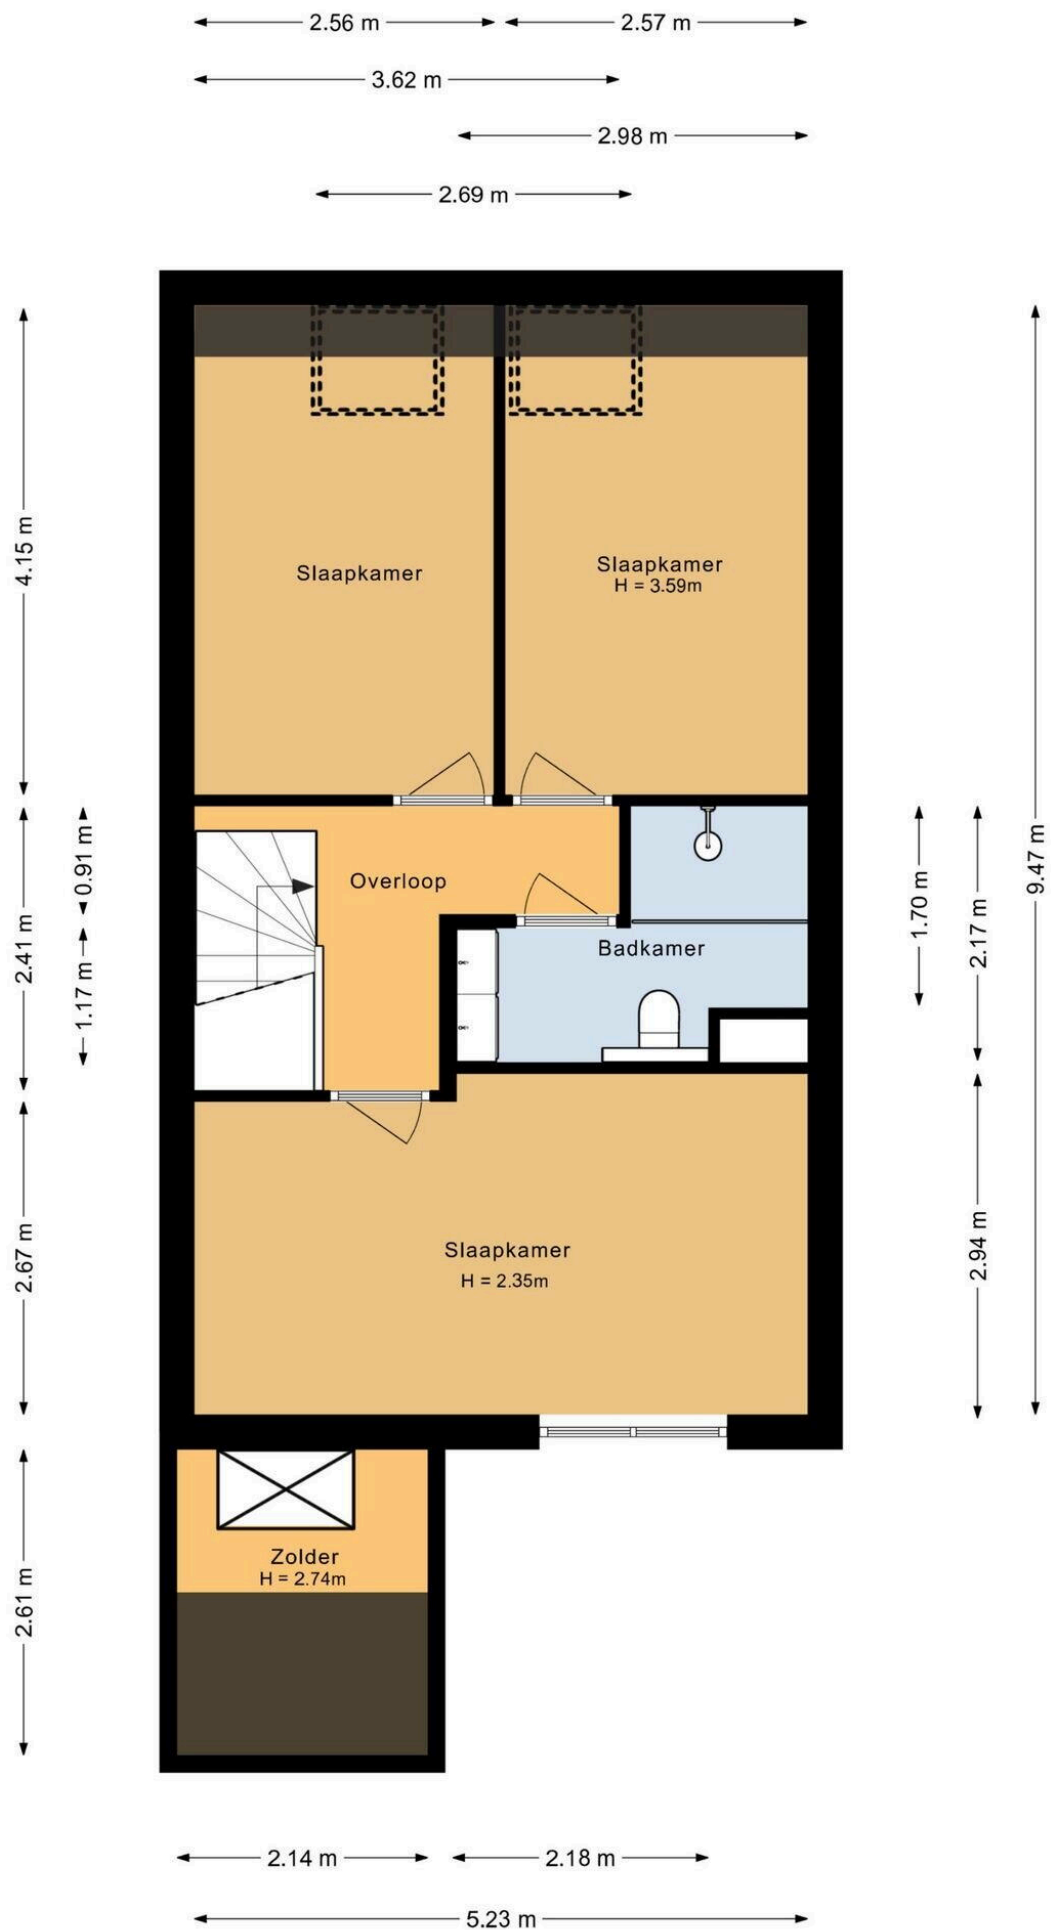 2.56 m
2.57 m
3.62 m
2.98 m
2.69 m
4.15 m
Slaapkamer
Slaapkamer
H = 3.59m
9.47 m
2.41 m
0.91 m
1.17 m
Overloop
Badkamer
1.70 m
2.17 m
2.67 m
Slaapkamer
H = 2.35m
2.94 m
2.61 m
Zolder
H = 2.74m
2.14 m
2.18 m
5.23 m